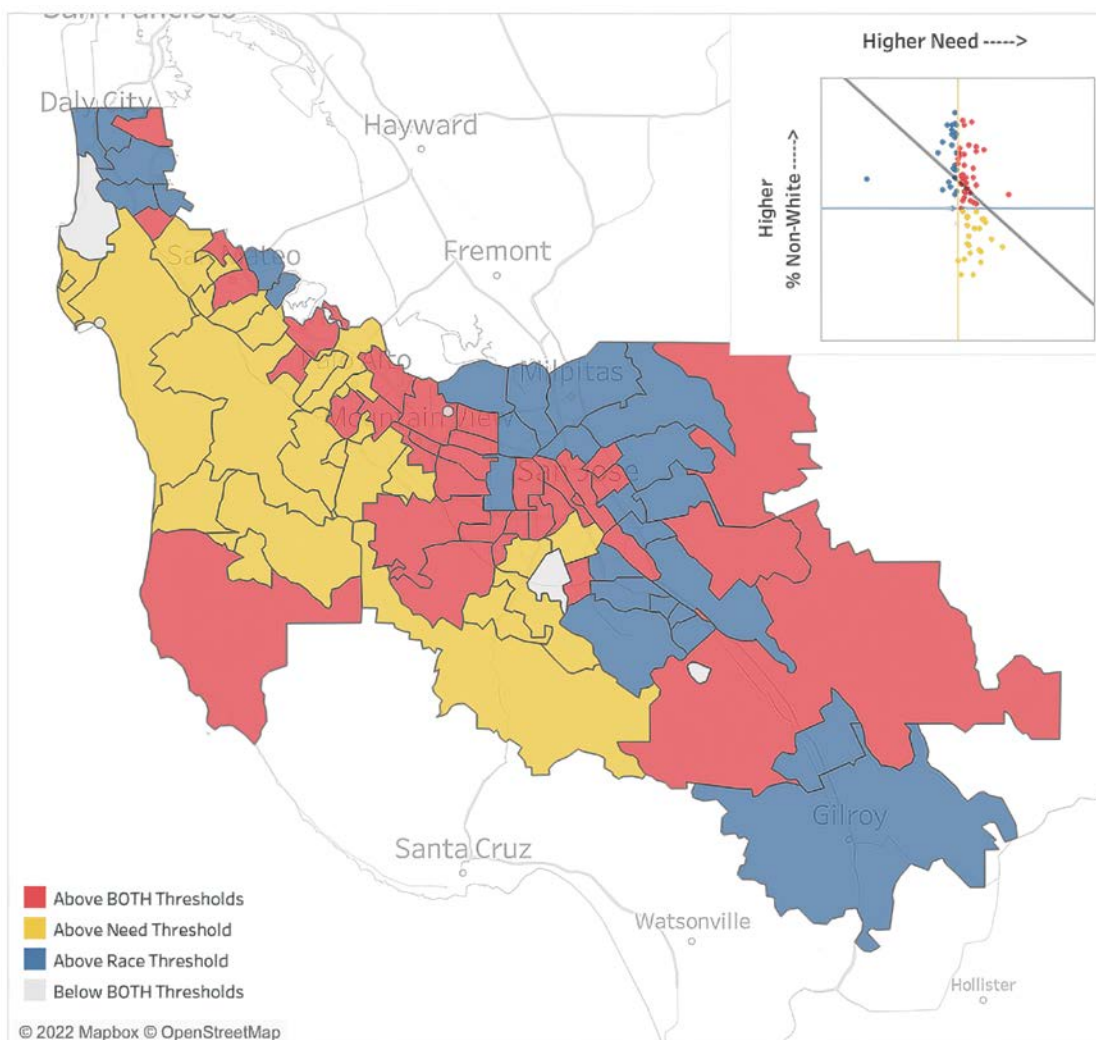 San Francisco
Higher Need ----->
Daly City
Hayward
Higher
% Non-White ----->
San Mateo
Fremont
Palo Alto
Milpitas
Mountain View
San Jose
Gilroy
Santa Cruz
Above BOTH Thresholds
Above Need Threshold
Watsonville
Above Race Threshold
Below BOTH Thresholds
Hollister
© 2022 Mapbox © OpenStreetMap